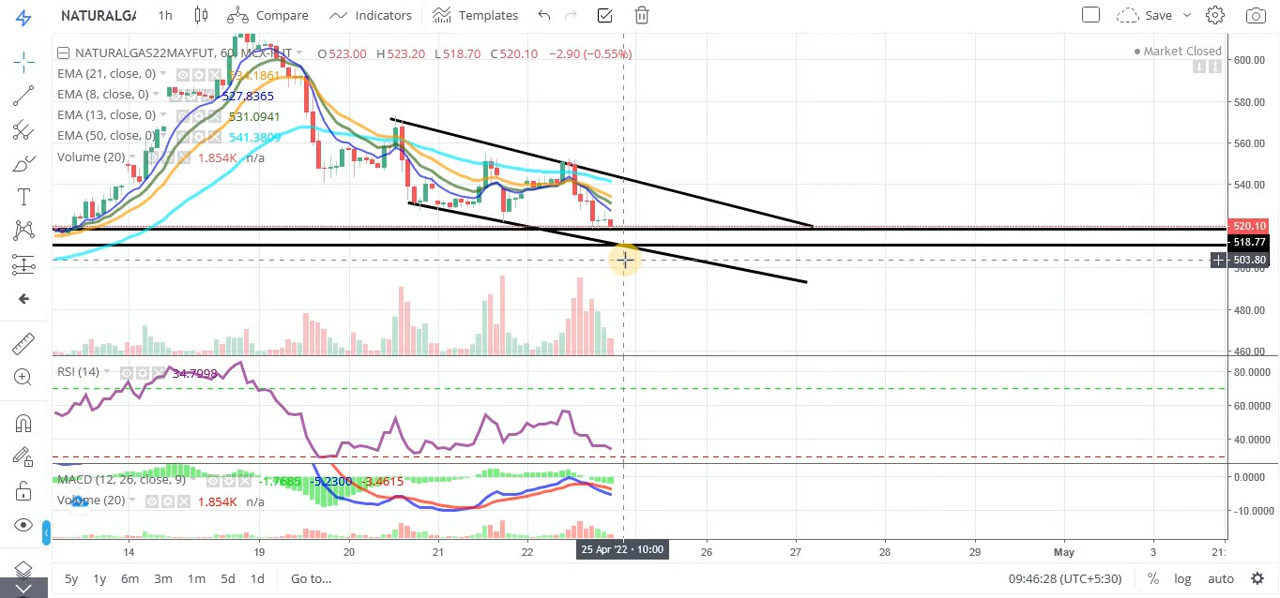 NATURALGA 1h Compare Indicators Templates Save
NATURALGAS22MAYFUT, 60, MCX O523.00 H523.20 L518.70 C520.10 −2.90 (−0.55%)
Market Closed
EMA (21, close, 0)
EMA (8, close, 0) 527.8365
EMA (13, close, 0) 531.0941
EMA (50, close, 0) 541.3809
Volume (20) 1.854K n/a
600.00
580.00
560.00
540.00
520.10
518.77
503.80
480.00
460.00
RSI (14) 34.7998
80.0000
60.0000
40.0000
MACD (12, 26, close, 9) -1.7685 -5.2300 -3.4615
0.0000
Volume (20) 1.854K n/a
-10.0000
14 19 20 21 22 25 Apr '22 · 10:00 26 27 28 29 May 3 21:
5y 1y 6m 3m 1m 5d 1d Go to... 09:46:28 (UTC+5:30) % log auto